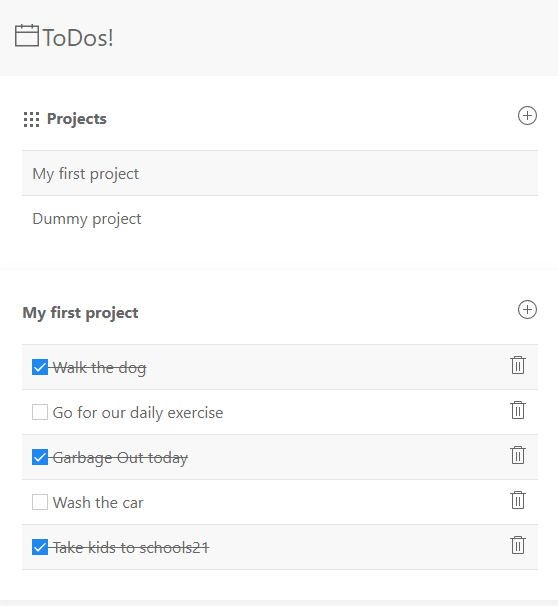 ToDos!
Projects
My first project
Dummy project
My first project
Walk the dog
Go for our daily exercise
Garbage Out today
Wash the car
Take kids to schools21